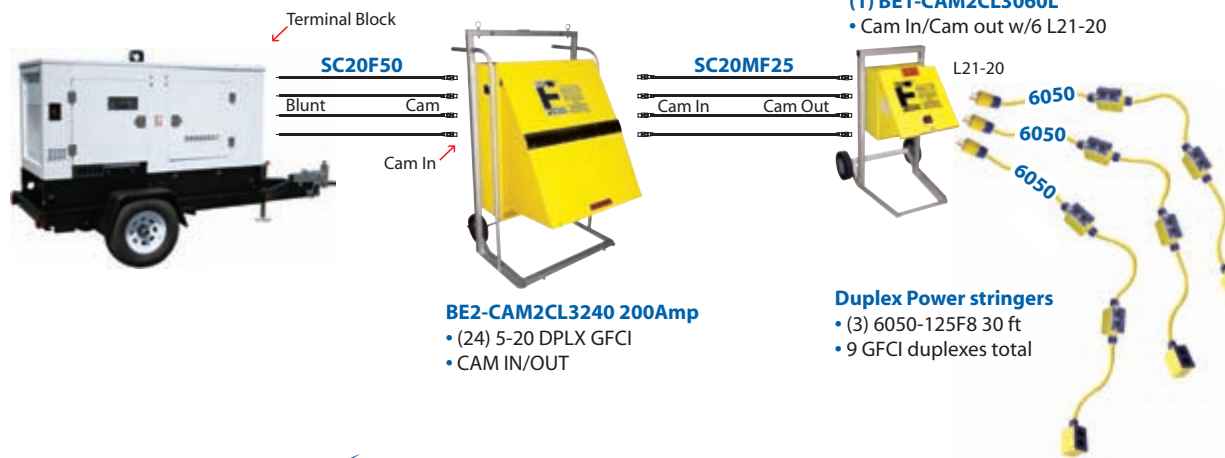 (1) BE1-CAM2CL3060L
• Cam In/Cam out w/6 L21-20
Terminal Block
SC20F50
SC20MF25
L21-20
Blunt
Cam
Cam In
Cam Out
Cam In
6050
6050
6050
BE2-CAM2CL3240 200Amp
• (24) 5-20 DPLX GFCI
• CAM IN/OUT
Duplex Power stringers
• (3) 6050-125F8 30 ft
• 9 GFCI duplexes total